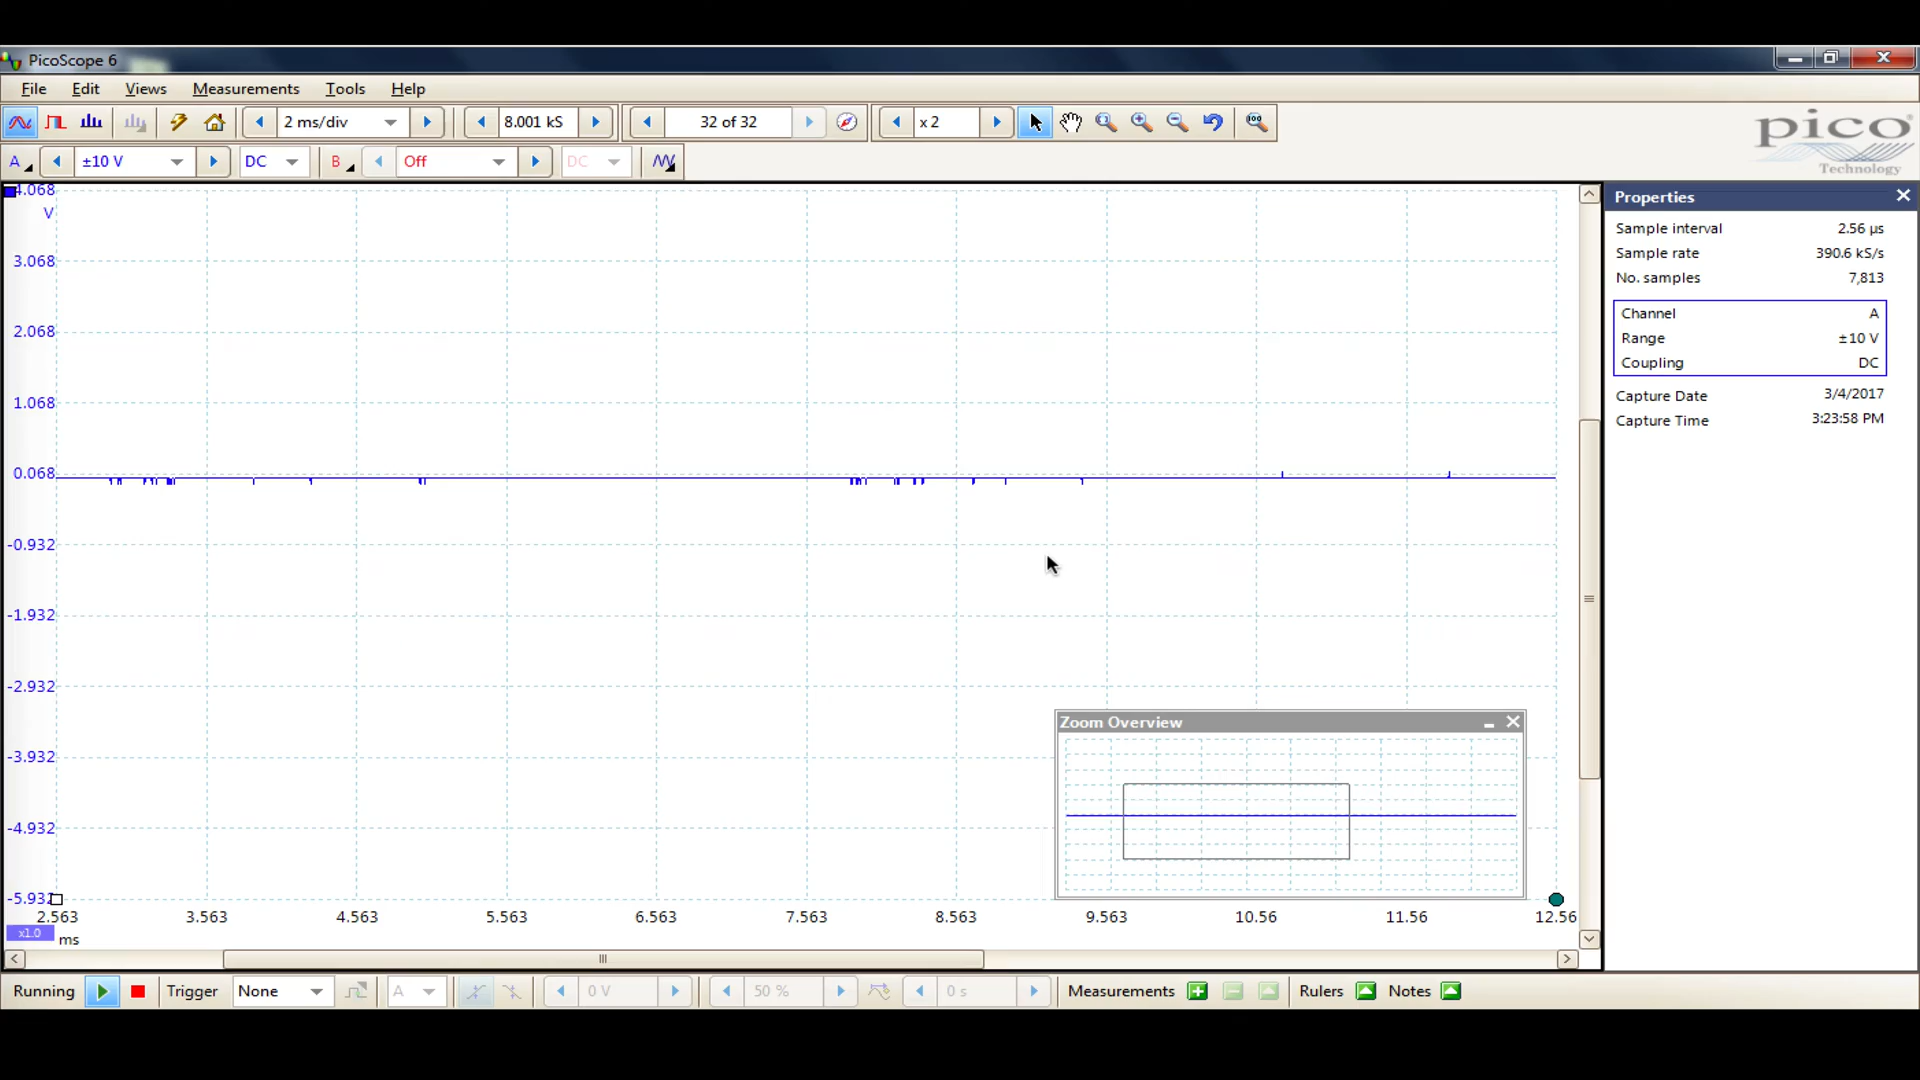 PicoScope 6
File Edit Views Measurements Tools Help
2 ms/div 8.001 kS 32 of 32 x 2
A ±10 V DC B Off DC
pico
Technology
4.068
V
3.068
2.068
1.068
0.068
-0.932
-1.932
-2.932
-3.932
-4.932
-5.932
2.563 3.563 4.563 5.563 6.563 7.563 8.563 9.563 10.56 11.56 12.56
x1.0 ms
Properties
Sample interval 2.56 µs
Sample rate 390.6 kS/s
No. samples 7,813
Channel A
Range ±10 V
Coupling DC
Capture Date 3/4/2017
Capture Time 3:23:58 PM
Zoom Overview
Running Trigger None A 0 V 50 % 0 s Measurements Rulers Notes